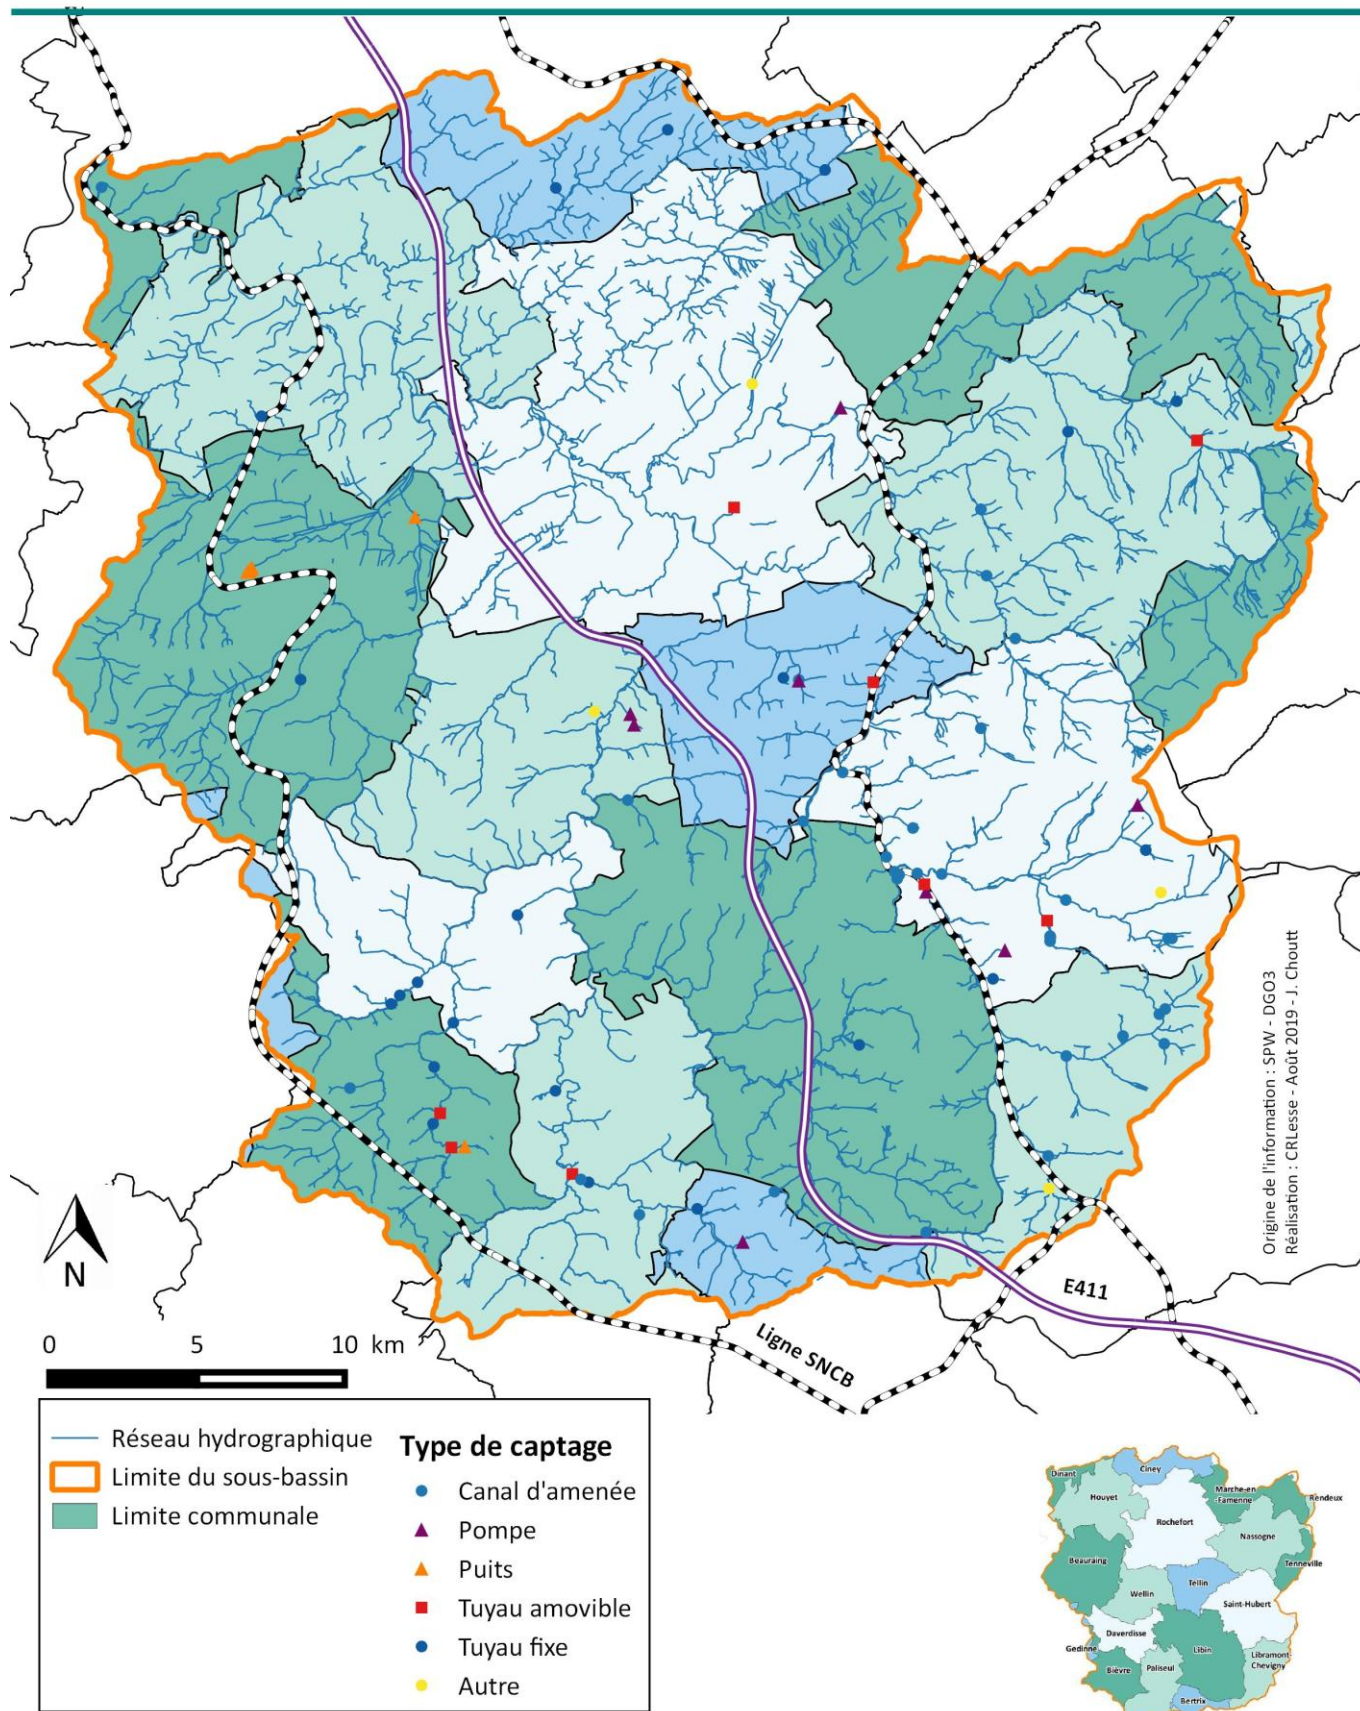 Origine de l'information : SPW - DGO3
Réalisation : CRLesse - Août 2019 - J. Choutt
N
E411
Ligne SNCB
0 5 10 km
Réseau hydrographique
Limite du sous-bassin
Limite communale
Type de captage
Canal d'amenée
Pompe
Puits
Tuyau amovible
Tuyau fixe
Autre
Dinant
Ciney
Houyet
Marche-en
-Famenne
Rendeux
Rochefort
Nassogne
Beauraing
Tenneville
Tellin
Wellin
Saint-Hubert
Daverdisse
Gedinne
Libin
Libramont-
Chevigny
Bièvre
Paliseul
Bertrix